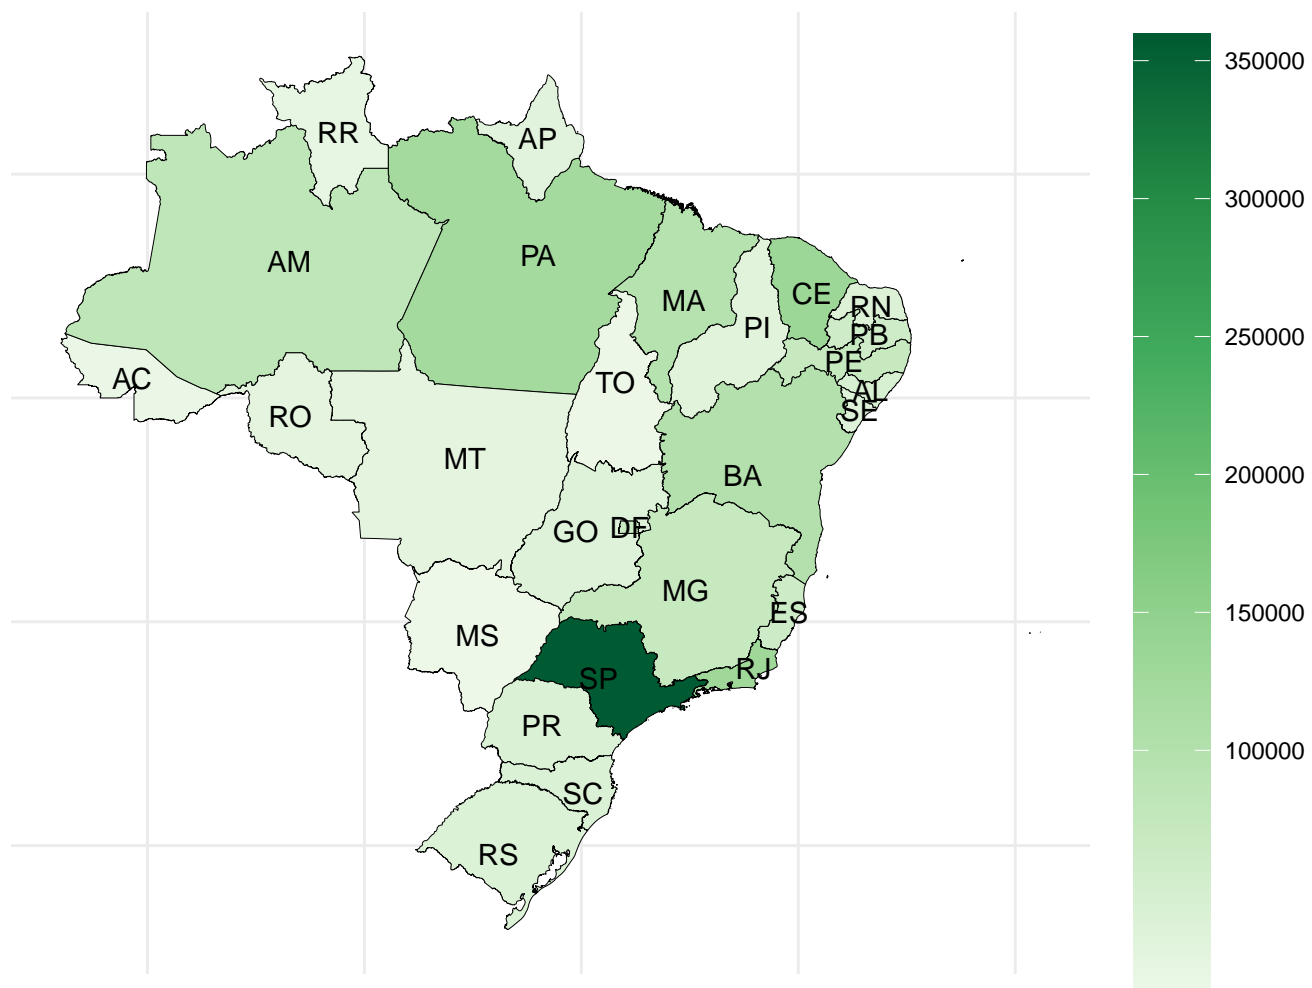 RR
AP
AM
PA
MA
PI
CE
RN
PB
PE
AL
SE
AC
RO
TO
MT
BA
GO
DF
MG
ES
MS
SP
RJ
PR
SC
RS
350000
300000
250000
200000
150000
100000